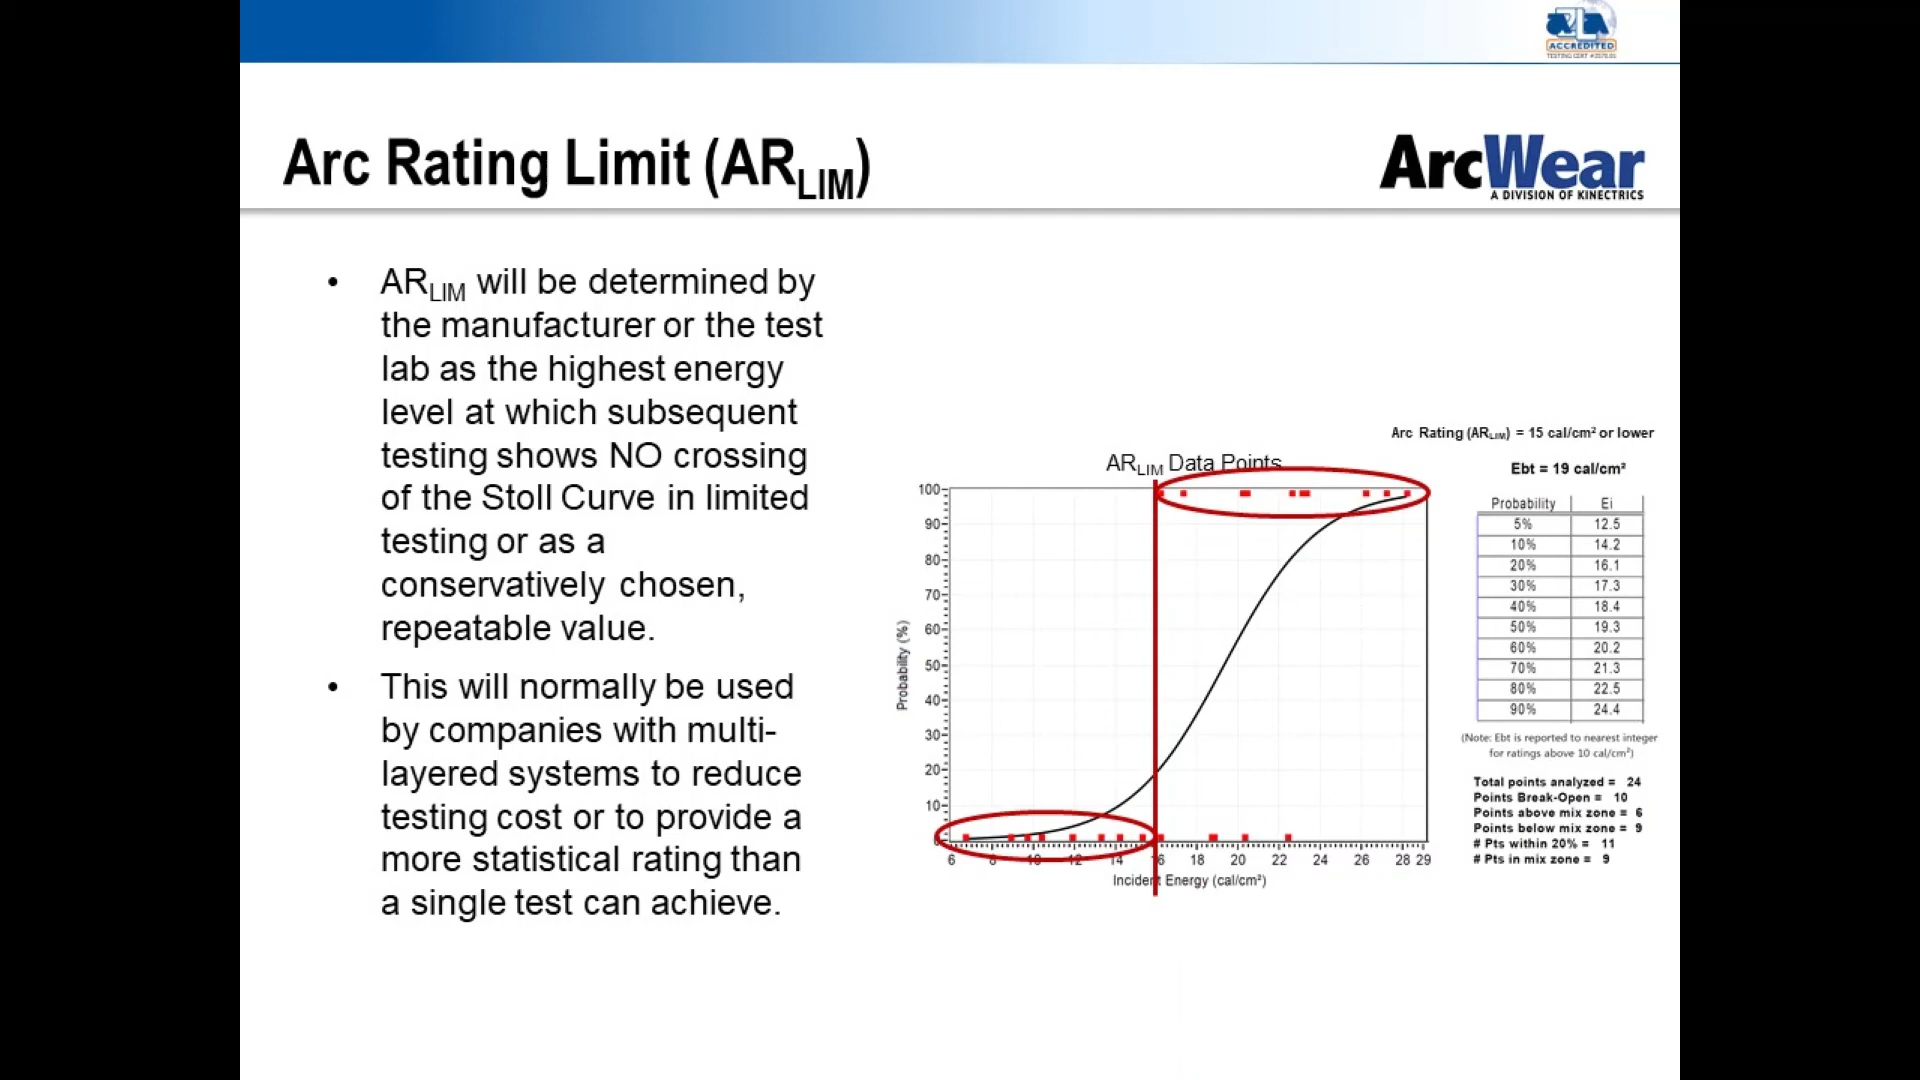 ACCREDITED
Arc Rating Limit (ARLIM)
ArcWear
A DIVISION OF KINECTRICS
• ARLIM will be determined by
the manufacturer or the test
lab as the highest energy
level at which subsequent
testing shows NO crossing
of the Stoll Curve in limited
testing or as a
conservatively chosen,
repeatable value.
• This will normally be used
by companies with multi-
layered systems to reduce
testing cost or to provide a
more statistical rating than
a single test can achieve.
Arc Rating (ARLIM) = 15 cal/cm² or lower
ARLIM Data Points
Ebt = 19 cal/cm²
100
90
80
70
60
50
40
30
20
10
0
Probability (%)
6 8 10 12 14 16 18 20 22 24 26 28 29
Incident Energy (cal/cm²)
Probability Ei
5% 12.5
10% 14.2
20% 16.1
30% 17.3
40% 18.4
50% 19.3
60% 20.2
70% 21.3
80% 22.5
90% 24.4
(Note: Ebt is reported to nearest integer
for ratings above 10 cal/cm²)
Total points analyzed = 24
Points Break-Open = 10
Points above mix zone = 6
Points below mix zone = 9
# Pts within 20% = 11
# Pts in mix zone = 9